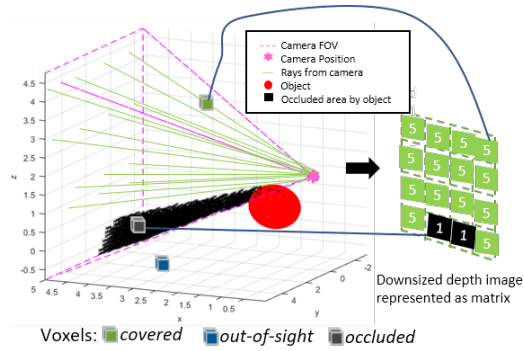 Camera FOV
Camera Position
Rays from camera
Object
Occluded area by object
4.5
4
3.5
3
2.5
2
1.5
1
0.5
0
-0.5
z
5
4.5
4
3.5
3
2.5
2
1.5
1
0.5
x
4
2
0
-2
y
5 5 5 5
5 5 5 5
5 5 5 5
5 1 1 5
Downsized depth image
represented as matrix
Voxels: covered out-of-sight occluded